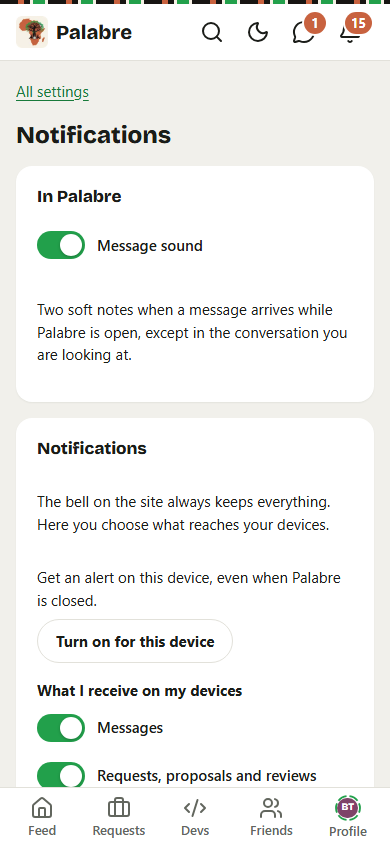 Palabre
1
15
All settings
Notifications
In Palabre
Message sound
Two soft notes when a message arrives while
Palabre is open, except in the conversation you
are looking at.
Notifications
The bell on the site always keeps everything.
Here you choose what reaches your devices.
Get an alert on this device, even when Palabre
is closed.
Turn on for this device
What I receive on my devices
Messages
Requests, proposals and reviews
Feed
Requests
Devs
Friends
BT
Profile